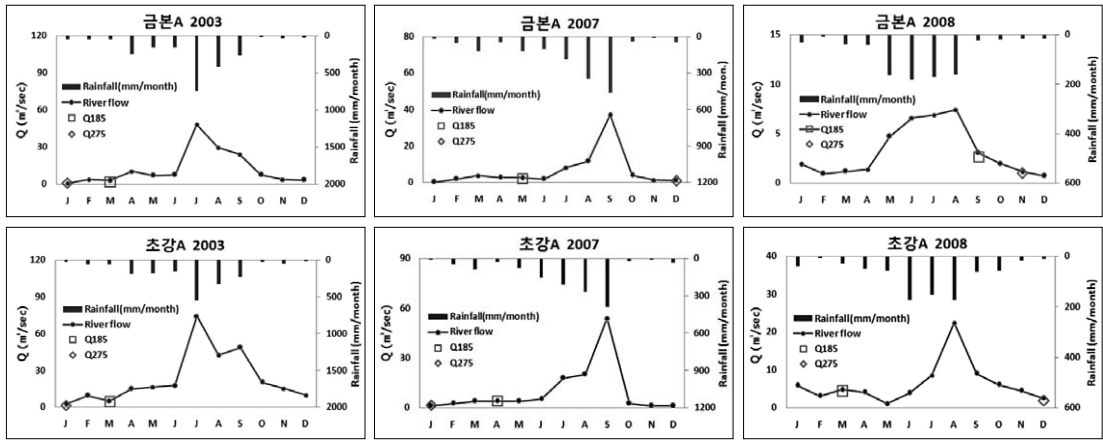 금본A 2003
120
90
60
30
0
Q (㎥/sec)
0
500
1000
1500
2000
Rainfall(mm/month)
Rainfall(mm/month)
River flow
Q185
Q275
J F M A M J J A S O N D
금본A 2007
80
60
40
20
0
Q (㎥/sec)
0
300
600
900
1200
Rainfall(mm/mon.)
Rainfall(mm/month)
River flow
Q185
Q275
J F M A M J J A S O N D
금본A 2008
15
10
5
0
Q (㎥/sec)
0
100
200
300
400
500
600
Rainfall(mm/month)
Rainfall(mm/month)
River flow
Q185
Q275
J F M A M J J A S O N D
초강A 2003
120
90
60
30
0
Q (㎥/sec)
0
500
1000
1500
2000
Rainfall(mm/month)
Rainfall(mm/month)
River flow
Q185
Q275
J F M A M J J A S O N D
초강A 2007
90
60
30
0
Q (㎥/sec)
0
300
600
900
1200
Rainfall(mm/month)
Rainfall(mm/month)
River flow
Q185
Q275
J F M A M J J A S O N D
초강A 2008
40
30
20
10
0
Q (㎥/sec)
0
200
400
600
Rainfall(mm/month)
Rainfall(mm/month)
River flow
Q185
Q275
J F M A M J J A S O N D